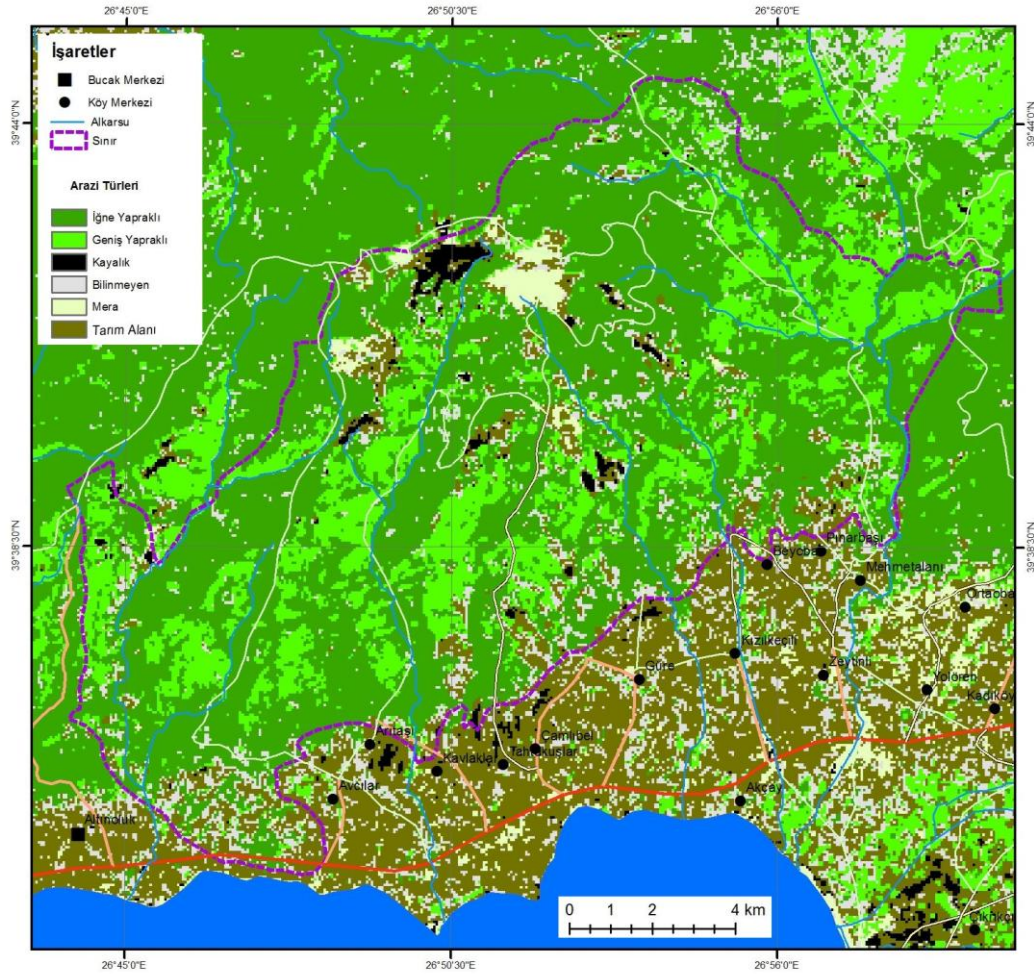 26°45'0"E
26°50'30"E
26°56'0"E
39°44'0"N
39°44'0"N
İşaretler
Bucak Merkezi
Köy Merkezi
Alkarsu
Sınır
Arazi Türleri
İğne Yapraklı
Geniş Yapraklı
Kayalık
Bilinmeyen
Mera
Tarım Alanı
39°38'30"N
39°38'30"N
Pınarbaşı
Beyoba
Mehmetalanı
Ortaoba
Kızılkeçili
Güre
Zeytinli
Yolören
Kadıköy
Arıtaşı
Çamlıbel
Kavlaklar
Tahtakuşlar
Avcılar
Akçay
Altınoluk
0 1 2 4 km
26°45'0"E
26°50'30"E
26°56'0"E